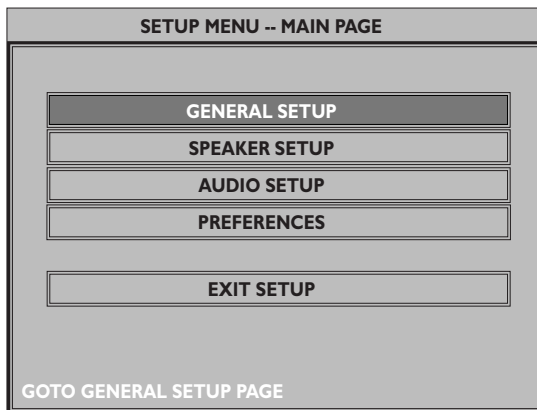 SETUP MENU -- MAIN PAGE
GENERAL SETUP
SPEAKER SETUP
AUDIO SETUP
PREFERENCES
EXIT SETUP
GOTO GENERAL SETUP PAGE